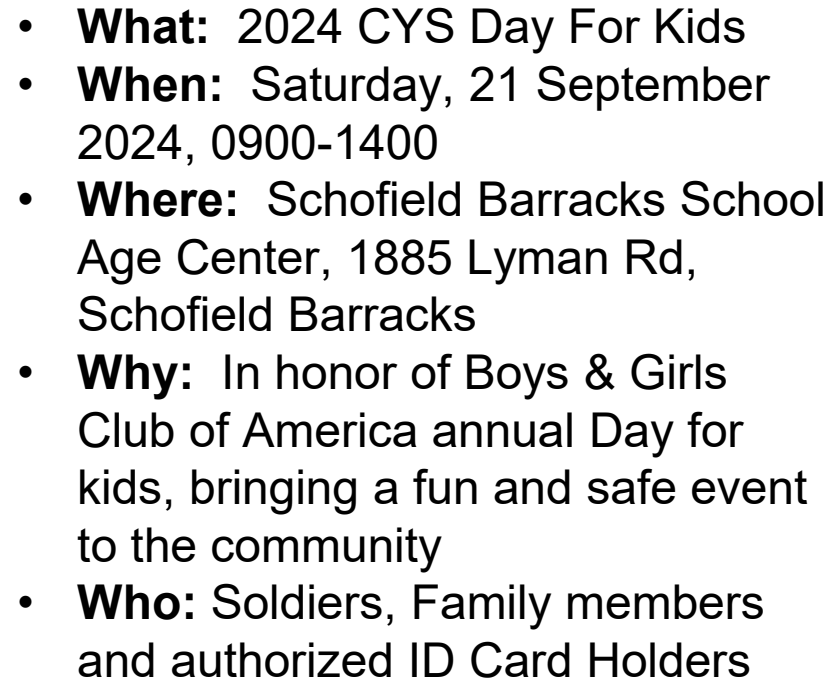 • What: 2024 CYS Day For Kids
• When: Saturday, 21 September
2024, 0900-1400
• Where: Schofield Barracks School
Age Center, 1885 Lyman Rd,
Schofield Barracks
• Why: In honor of Boys & Girls
Club of America annual Day for
kids, bringing a fun and safe event
to the community
• Who: Soldiers, Family members
and authorized ID Card Holders